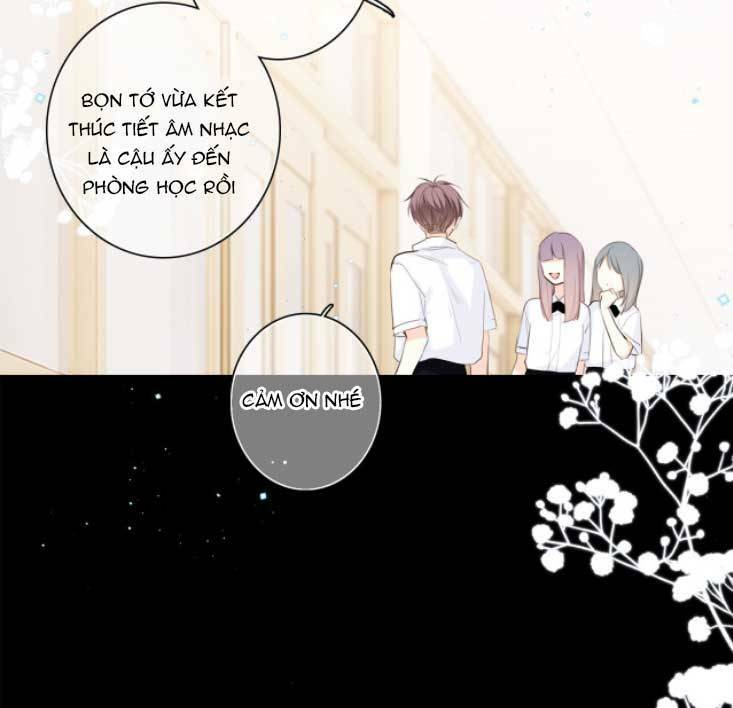 BỌN TỚ VỪA KẾT
THÚC TIẾT ÂM NHẠC
LÀ CẬU ẤY ĐẾN
PHÒNG HỌC RỒI
CẢM ƠN NHÉ